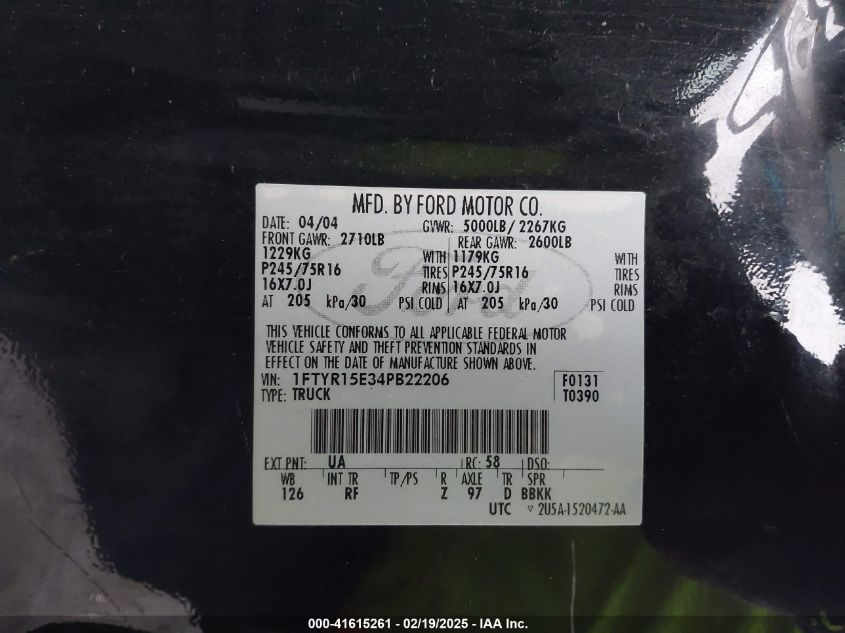 MFD. BY FORD MOTOR CO.
DATE: 04/04 GVWR: 5000LB/ 2267KG
FRONT GAWR: 2710LB REAR GAWR: 2600LB
1229KG WITH 1179KG WITH
P245/75R16 TIRES P245/75R16 TIRES
16X7.0J RIMS 16X7.0J RIMS
AT 205 kPa/30 PSI COLD AT 205 kPa/30 PSI COLD
Ford
THIS VEHICLE CONFORMS TO ALL APPLICABLE FEDERAL MOTOR
VEHICLE SAFETY AND THEFT PREVENTION STANDARDS IN
EFFECT ON THE DATE OF MANUFACTURE SHOWN ABOVE.
VIN: 1FTYR15E34PB22206 F0131
TYPE: TRUCK T0390
EXT PNT: UA RC: 58 DSO:
WB INT TR TP/PS R AXLE TR SPR
126 RF Z 97 D BBKK
UTC ▽ 2U5A-1520472-AA
000-41615261 - 02/19/2025 - IAA Inc.